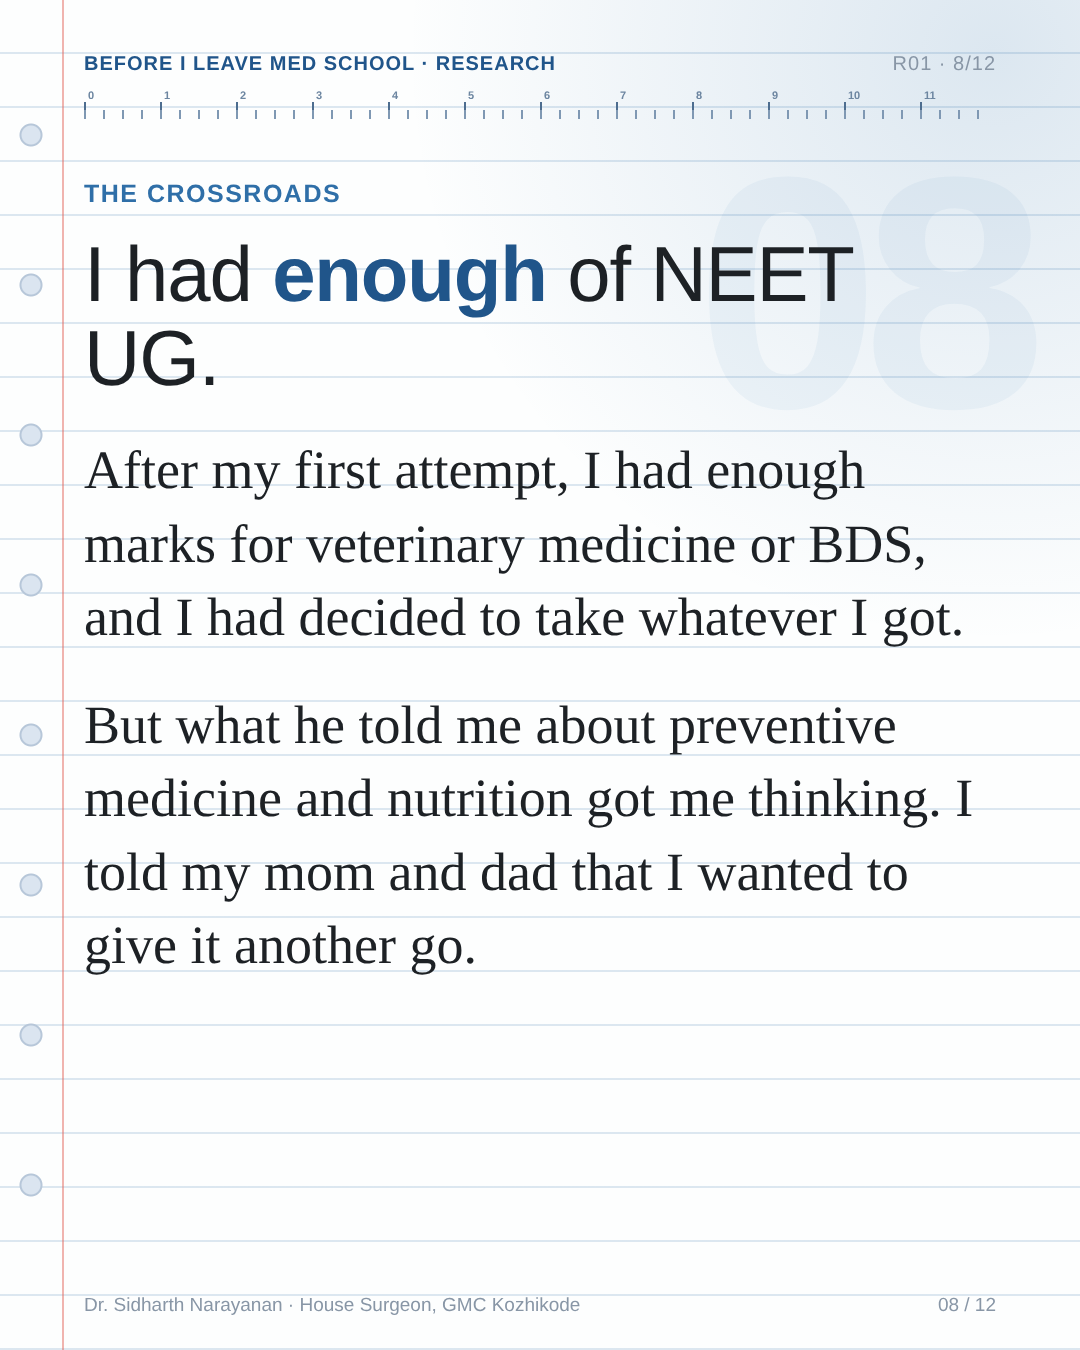 BEFORE I LEAVE MED SCHOOL · RESEARCH
R01 · 8/12
0 1 2 3 4 5 6 7 8 9 10 11
THE CROSSROADS
08
I had enough of NEET
UG.
After my first attempt, I had enough
marks for veterinary medicine or BDS,
and I had decided to take whatever I got.
But what he told me about preventive
medicine and nutrition got me thinking. I
told my mom and dad that I wanted to
give it another go.
Dr. Sidharth Narayanan · House Surgeon, GMC Kozhikode
08 / 12